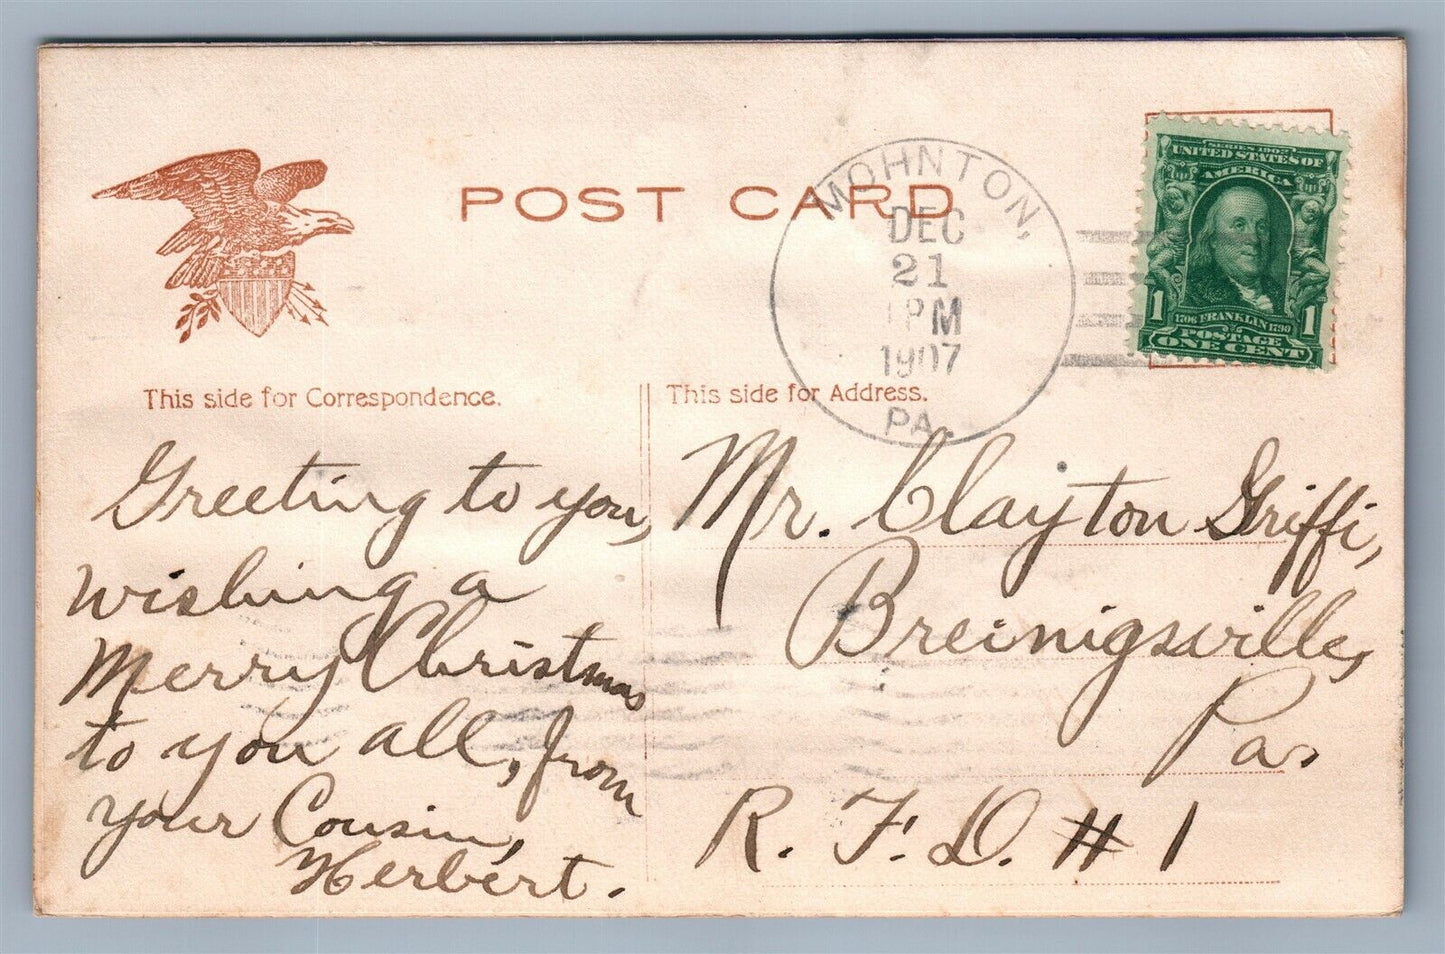 POST CARD
MOHNTON,
DEC
21
1 PM
1907
PA.
SERIES 1902
UNITED STATES OF
AMERICA
1706 FRANKLIN 1790
1 1
POSTAGE
ONE CENT
This side for Correspondence.
This side for Address.
Greeting to you,
wishing a
Merry Christmas
to you all, from
your Cousin,
Herbert.
Mr. Clayton Griffi,
Breinigsville,
Pa.
R. F. D. # 1